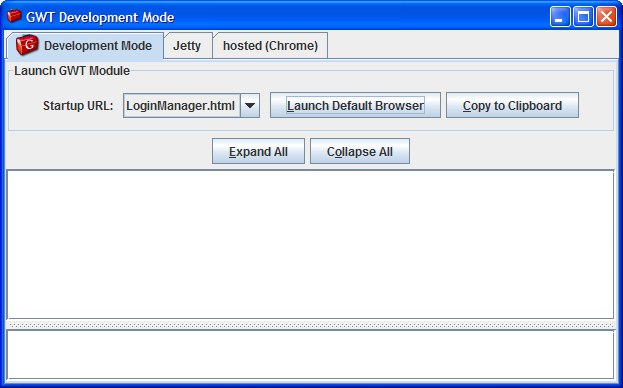 GWT Development Mode
G Development Mode Jetty hosted (Chrome)
Launch GWT Module
Startup URL: LoginManager.html Launch Default Browser Copy to Clipboard
Expand All Collapse All